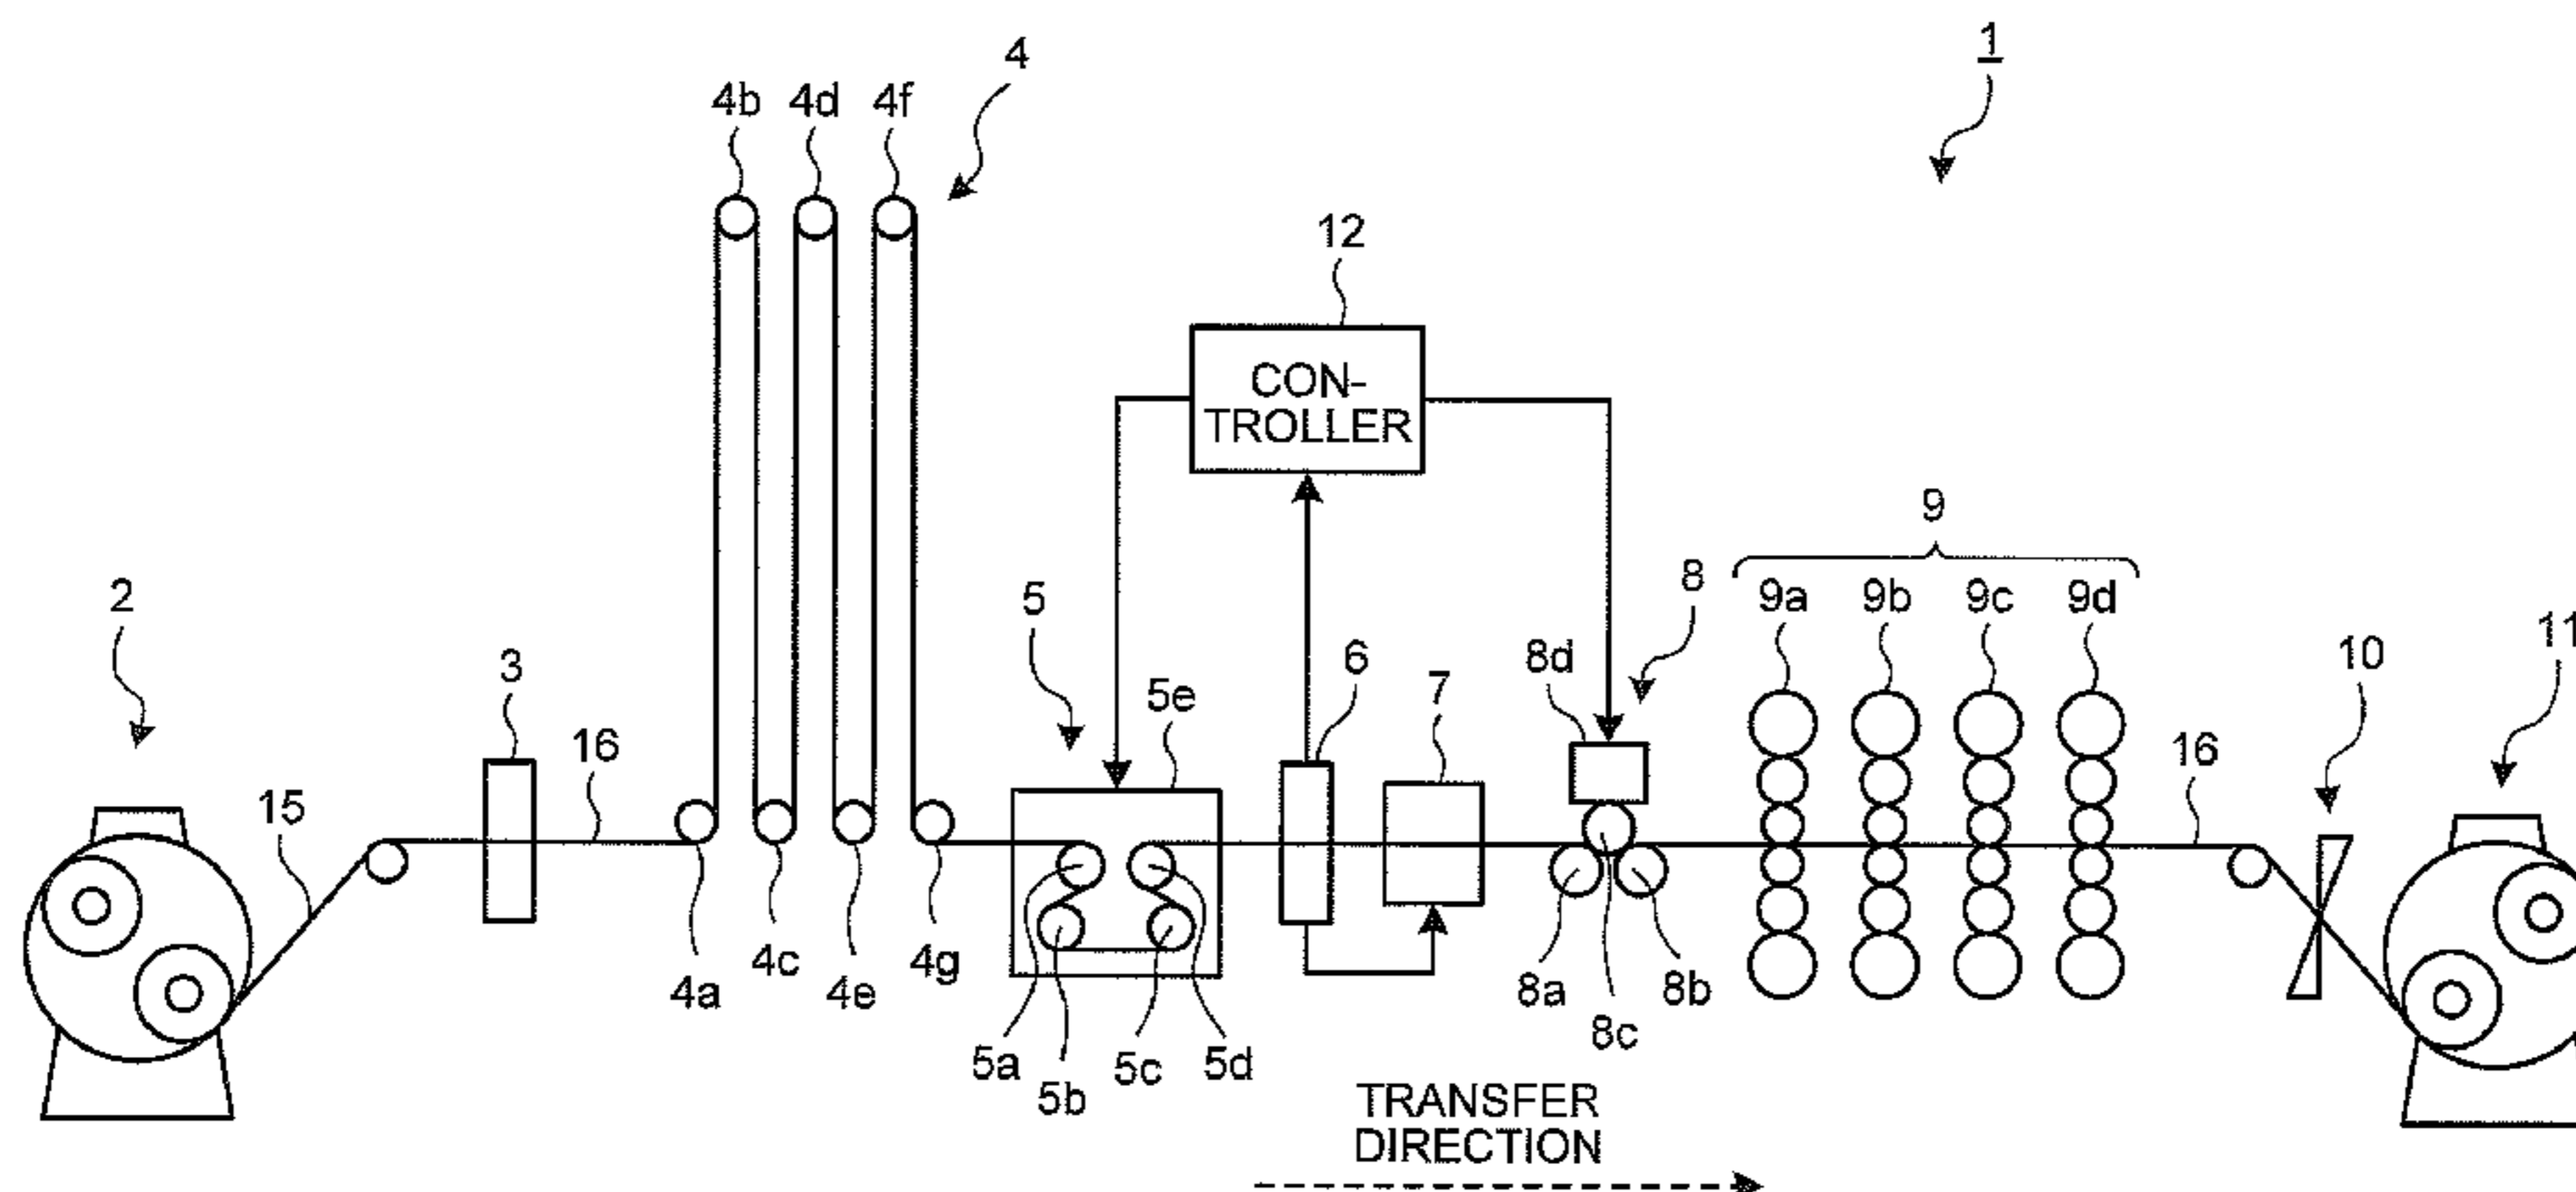 1
4
4b 4d 4f
12
CON-
TROLLER
9
2
5
8
9a 9b 9c 9d
3
6
8d
11
10
7
5e
16
16
15
4a
4c
4e
4g
8a
8b
8c
5a
5b
5c
5d
TRANSFER
DIRECTION